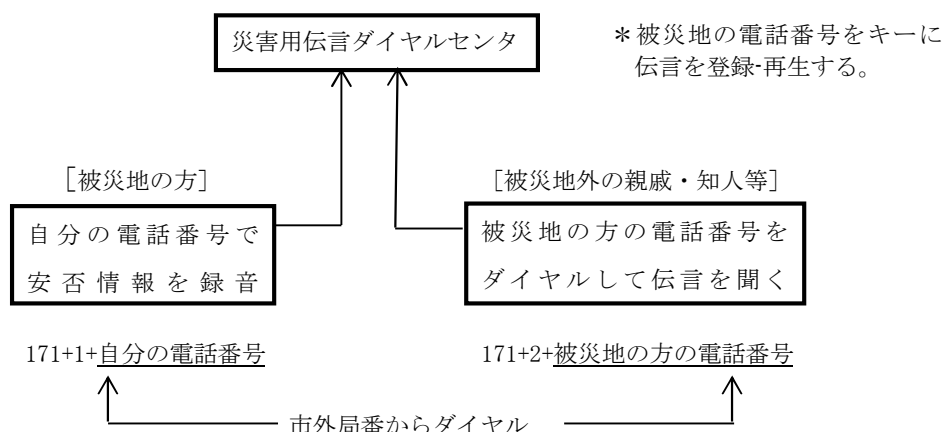 災害用伝言ダイヤルセンタ
＊被災地の電話番号をキーに
伝言を登録-再生する。
［被災地の方］
自分の電話番号で
安否情報を録音
［被災地外の親戚・知人等］
被災地の方の電話番号を
ダイヤルして伝言を聞く
171+1+自分の電話番号
171+2+被災地の方の電話番号
市外局番からダイヤル